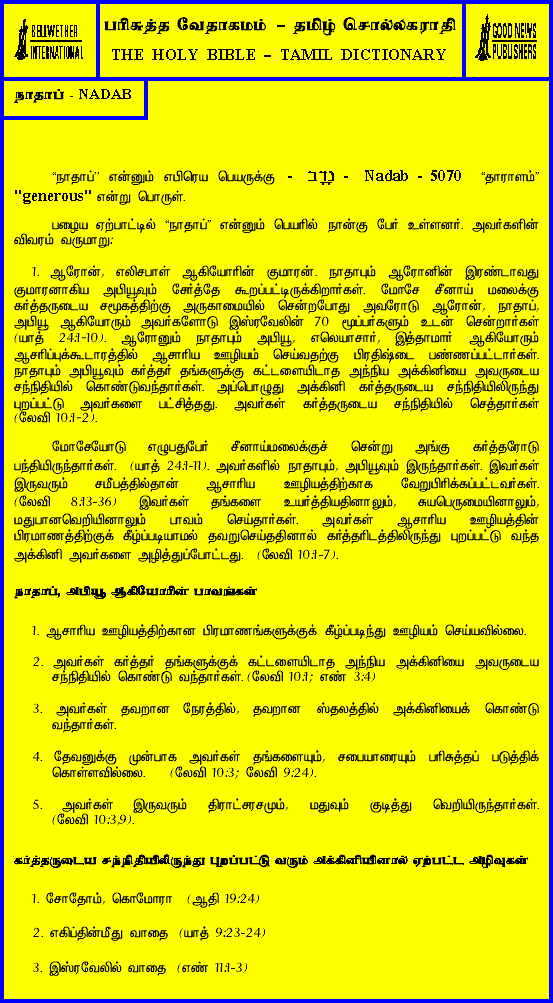 BELLWETHER
INTERNATIONAL
பரிசுத்த வேதாகமம் – தமிழ் சொல்லகராதி
THE HOLY BIBLE – TAMIL DICTIONARY
GOOD NEWS
PUBLISHERS
நாதாப் - NADAB
“நாதாப்” என்னும் எபிரெய பெயருக்கு - נָדָב - Nadab - 5070 “தாராளம்”
"generous" என்று பொருள்.
பழைய ஏற்பாட்டில் “நாதாப்” என்னும் பெயரில் நான்கு பேர் உள்ளனர். அவர்களின்
விவரம் வருமாறு:
1. ஆரோன், எலிசபாள் ஆகியோரின் குமாரன். நாதாபும் ஆரோனின் இரண்டாவது
குமாரனாகிய அபியூவும் சேர்த்தே கூறப்பட்டிருக்கிறார்கள். மோசே சீனாய் மலைக்கு
கர்த்தருடைய சமூகத்திற்கு அருகாமையில் சென்றபோது அவரோடு ஆரோன், நாதாப்,
அபியூ ஆகியோரும் அவர்களோடு இஸ்ரவேலின் 70 மூப்பர்களும் உடன் சென்றார்கள்
(யாத் 24:1-10). ஆரோனும் நாதாபும் அபியூ, எலெயாசார், இத்தாமார் ஆகியோரும்
ஆசரிப்புக்கூடாரத்தில் ஆசாரிய ஊழியம் செய்வதற்கு பிரதிஷ்டை பண்ணப்பட்டார்கள்.
நாதாபும் அபியூவும் கர்த்தர் தங்களுக்கு கட்டளையிடாத அந்நிய அக்கினியை அவருடைய
சந்நிதியில் கொண்டுவந்தார்கள். அப்பொழுது அக்கினி கர்த்தருடைய சந்நிதியிலிருந்து
புறப்பட்டு அவர்களை பட்சித்தது. அவர்கள் கர்த்தருடைய சந்நிதியில் செத்தார்கள்
(லேவி 10:1-2).
மோசேயோடு எழுபதுபேர் சீனாய்மலைக்குச் சென்று அங்கு கர்த்தரோடு
பந்தியிருந்தார்கள். (யாத் 24:1-11). அவர்களில் நாதாபும், அபியூவும் இருந்தார்கள். இவர்கள்
இருவரும் சமீபத்தில்தான் ஆசாரிய ஊழியத்திற்காக வேறுபிரிக்கப்பட்டவர்கள்.
(லேவி 8:13-36) இவர்கள் தங்களை உயர்த்தியதினாலும், சுயபெருமையினாலும்,
மதுபானவெறியினாலும் பாவம் செய்தார்கள். அவர்கள் ஆசாரிய ஊழியத்தின்
பிரமாணத்திற்குக் கீழ்ப்படியாமல் தவறுசெய்ததினால் கர்த்தரிடத்திலிருந்து புறப்பட்டு வந்த
அக்கினி அவர்களை அழித்துப்போட்டது. (லேவி 10:1-7).
நாதாப், அபியூ ஆகியோரின் பாவங்கள்
1. ஆசாரிய ஊழியத்திற்கான பிரமாணங்களுக்குக் கீழ்ப்படிந்து ஊழியம் செய்யவில்லை.
2. அவர்கள் கர்த்தர் தங்களுக்குக் கட்டளையிடாத அந்நிய அக்கினியை அவருடைய
சந்நிதியில் கொண்டு வந்தார்கள். (லேவி 10:1; எண் 3:4)
3. அவர்கள் தவறான நேரத்தில், தவறான ஸ்தலத்தில் அக்கினியைக் கொண்டு
வந்தார்கள்.
4. தேவனுக்கு முன்பாக அவர்கள் தங்களையும், சபையாரையும் பரிசுத்தப் படுத்திக்
கொள்ளவில்லை. (லேவி 10:3; லேவி 9:24).
5. அவர்கள் இருவரும் திராட்சரசமும், மதுவும் குடித்து வெறியிருந்தார்கள்.
(லேவி 10:3,9).
கர்த்தருடைய சந்நிதியிலிருந்து புறப்பட்டு வரும் அக்கினியினால் ஏற்பட்ட அழிவுகள்
1. சோதோம், கொமோரா (ஆதி 19:24)
2. எகிப்தின்மீது வாதை (யாத் 9:23-24)
3. இஸ்ரவேலில் வாதை (எண் 11:1-3)